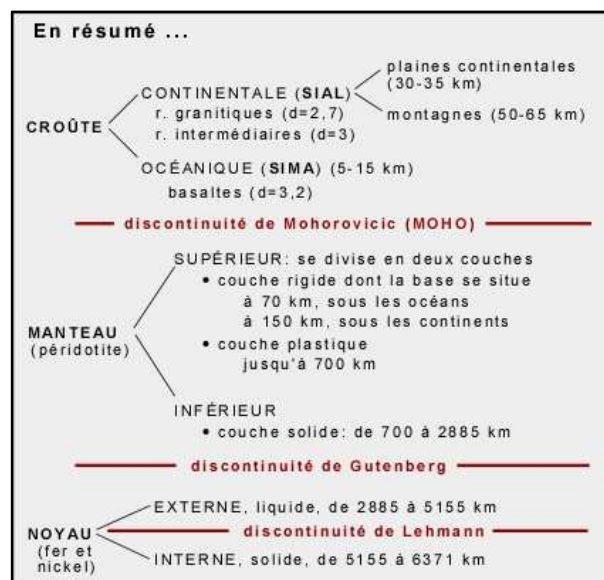 En résumé ...
plaines continentales
(30-35 km)
CONTINENTALE (SIAL)
r. granitiques (d=2,7)
montagnes (50-65 km)
r. intermédiaires (d=3)
CROÛTE
OCÉANIQUE (SIMA) (5-15 km)
basaltes (d=3,2)
discontinuité de Mohorovicic (MOHO)
SUPÉRIEUR: se divise en deux couches
• couche rigide dont la base se situe
à 70 km, sous les océans
à 150 km, sous les continents
MANTEAU
(péridotite)
• couche plastique
jusqu'à 700 km
INFÉRIEUR
• couche solide: de 700 à 2885 km
discontinuité de Gutenberg
EXTERNE, liquide, de 2885 à 5155 km
NOYAU
(fer et
nickel)
discontinuité de Lehmann
INTERNE, solide, de 5155 à 6371 km